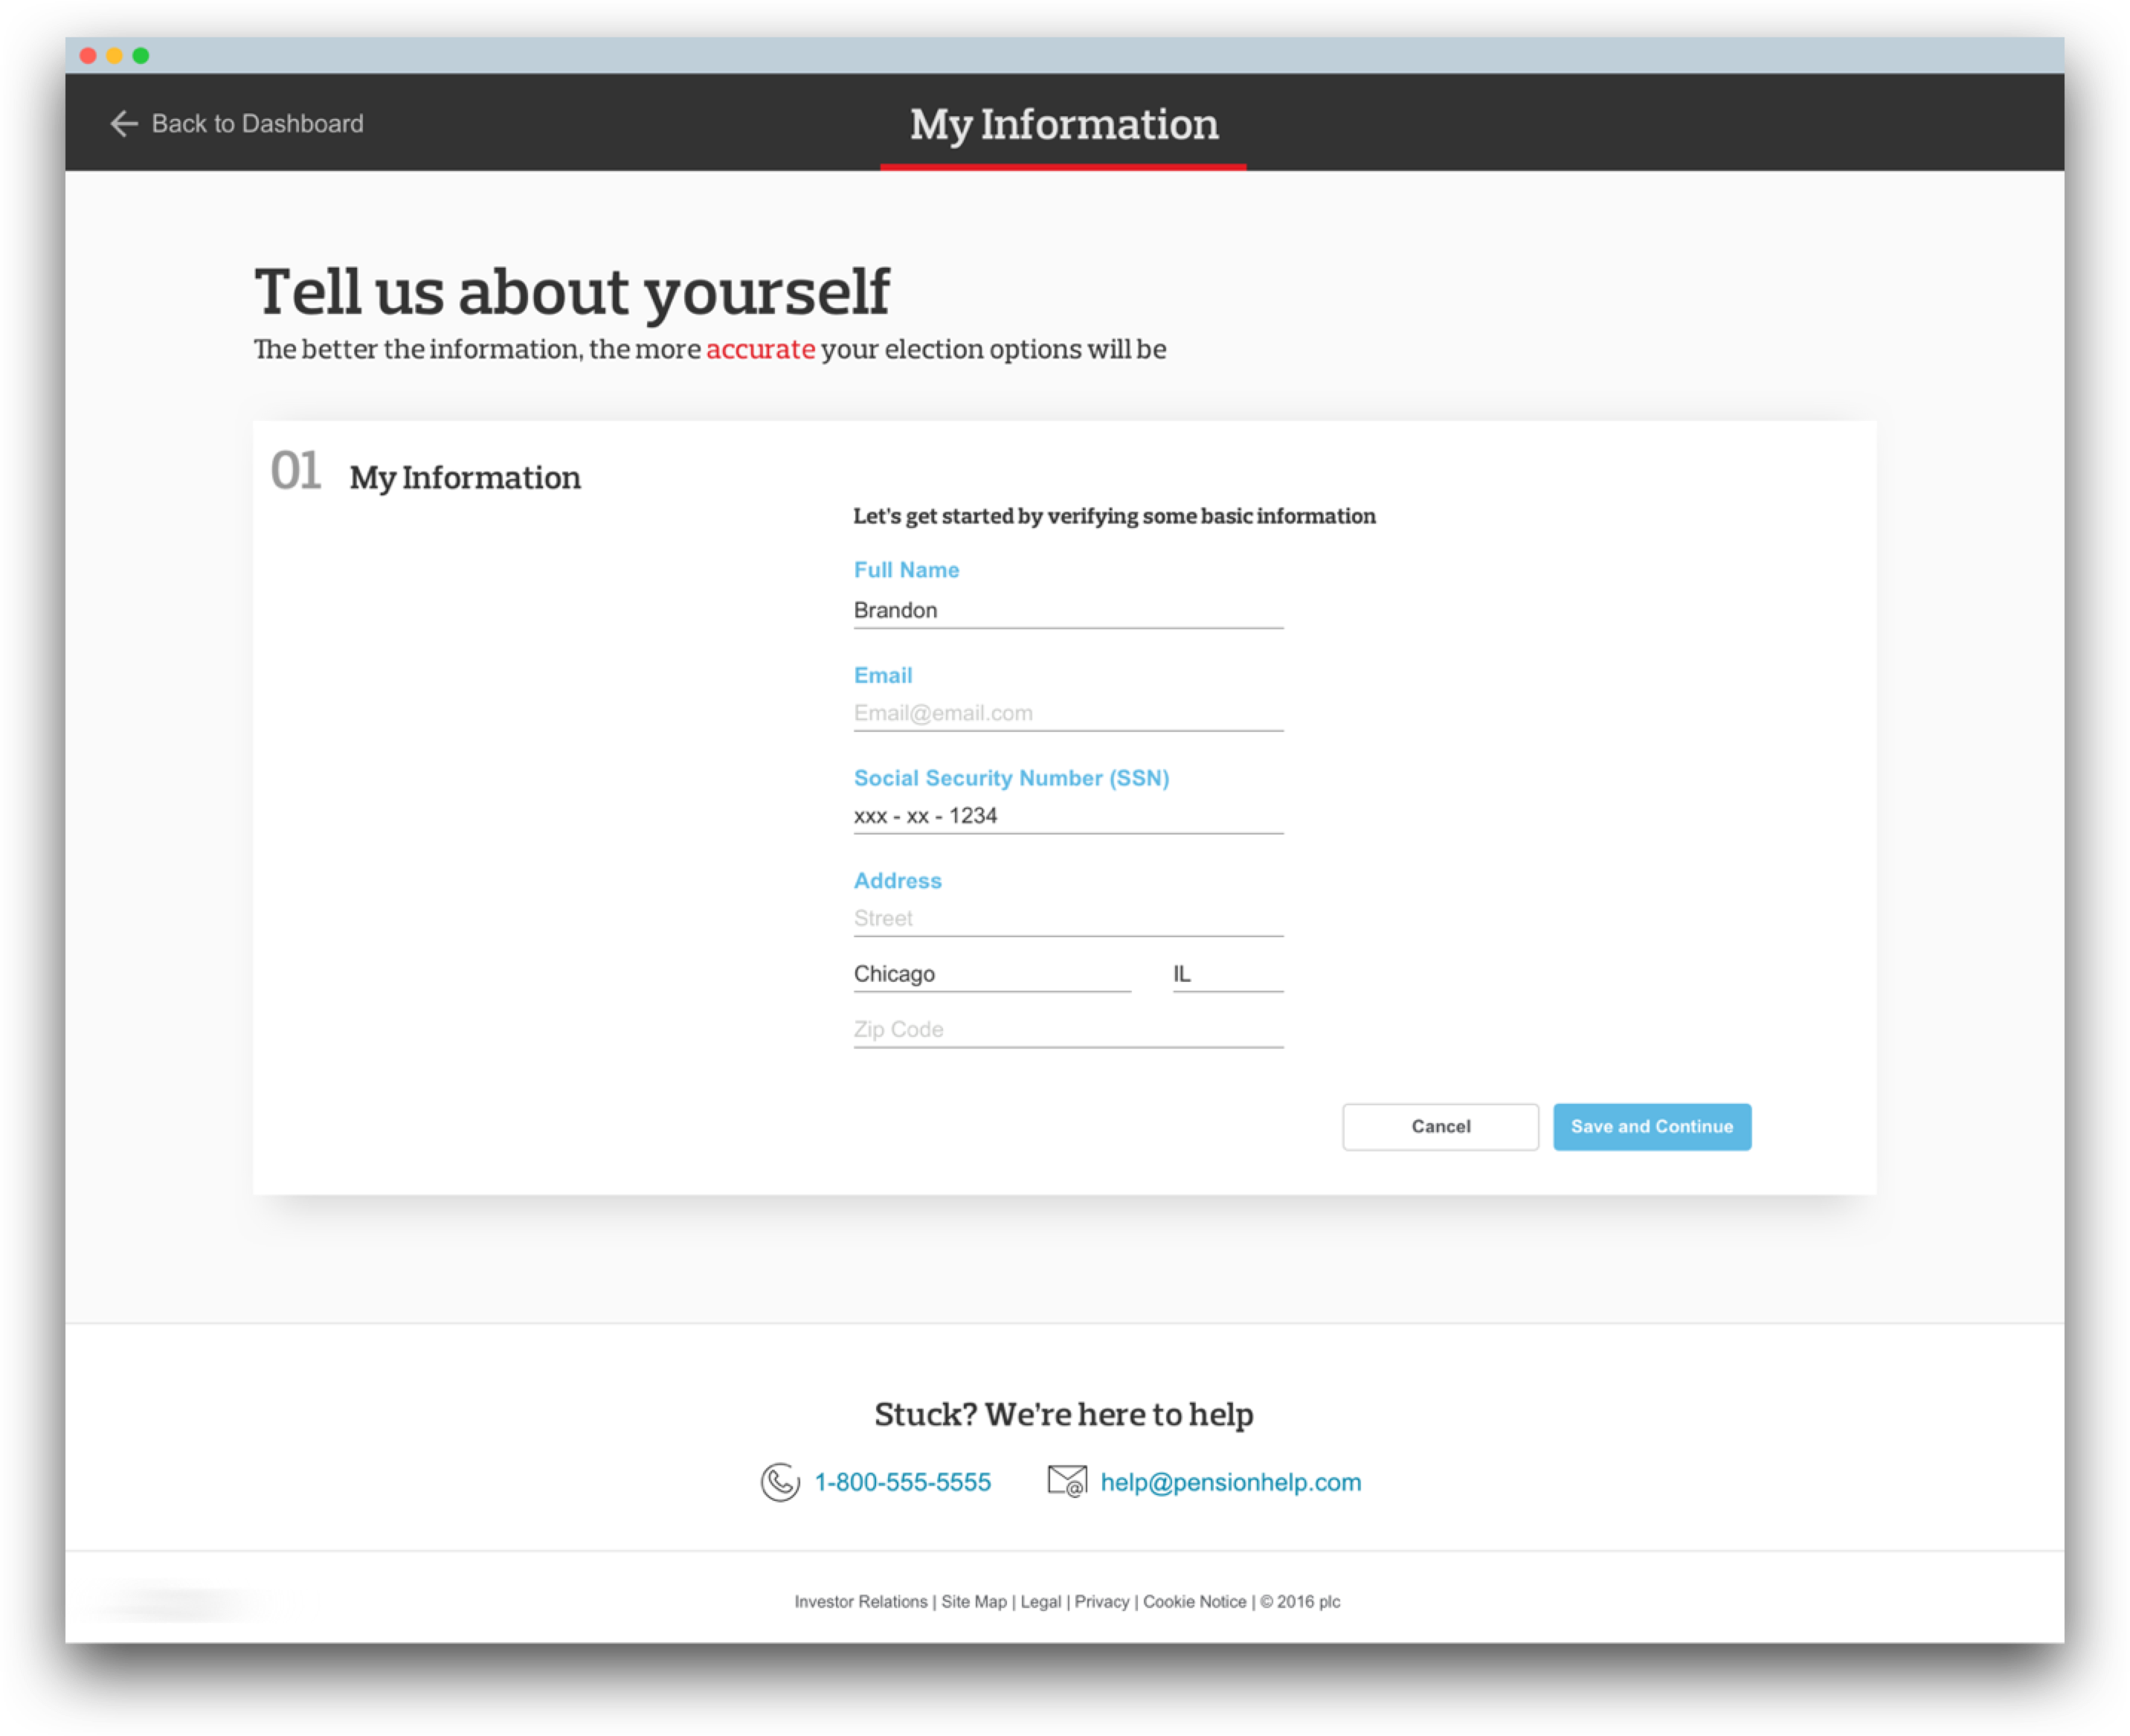 Back to Dashboard
My Information
Tell us about yourself
The better the information, the more accurate your election options will be
01 My Information
Let's get started by verifying some basic information
Full Name
Brandon
Email
Email@email.com
Social Security Number (SSN)
xxx - xx - 1234
Address
Street
Chicago IL
Zip Code
Cancel Save and Continue
Stuck? We're here to help
1-800-555-5555 help@pensionhelp.com
Investor Relations | Site Map | Legal | Privacy | Cookie Notice | © 2016 plc